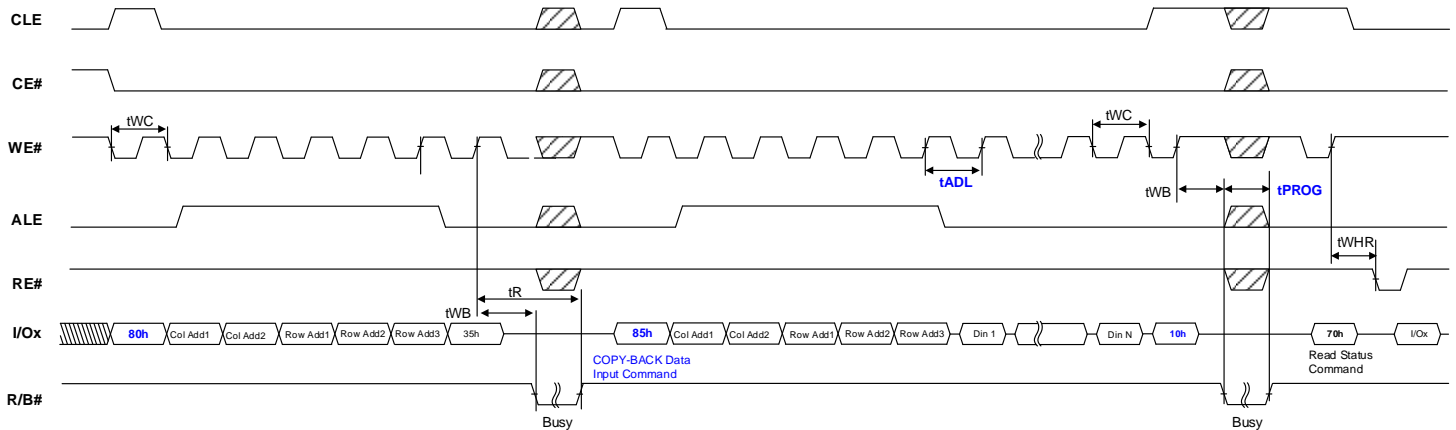 CLE
CE#
tWC
tWC
WE#
tADL
tWB
tPROG
ALE
tWHR
RE#
tR
tWB
I/Ox
80h
Col Add1
Col Add2
Row Add1
Row Add2
Row Add3
35h
85h
Col Add1
Col Add2
Row Add1
Row Add2
Row Add3
Din 1
Din N
10h
70h
I/Ox
COPY-BACK Data
Input Command
Read Status
Command
R/B#
Busy
Busy